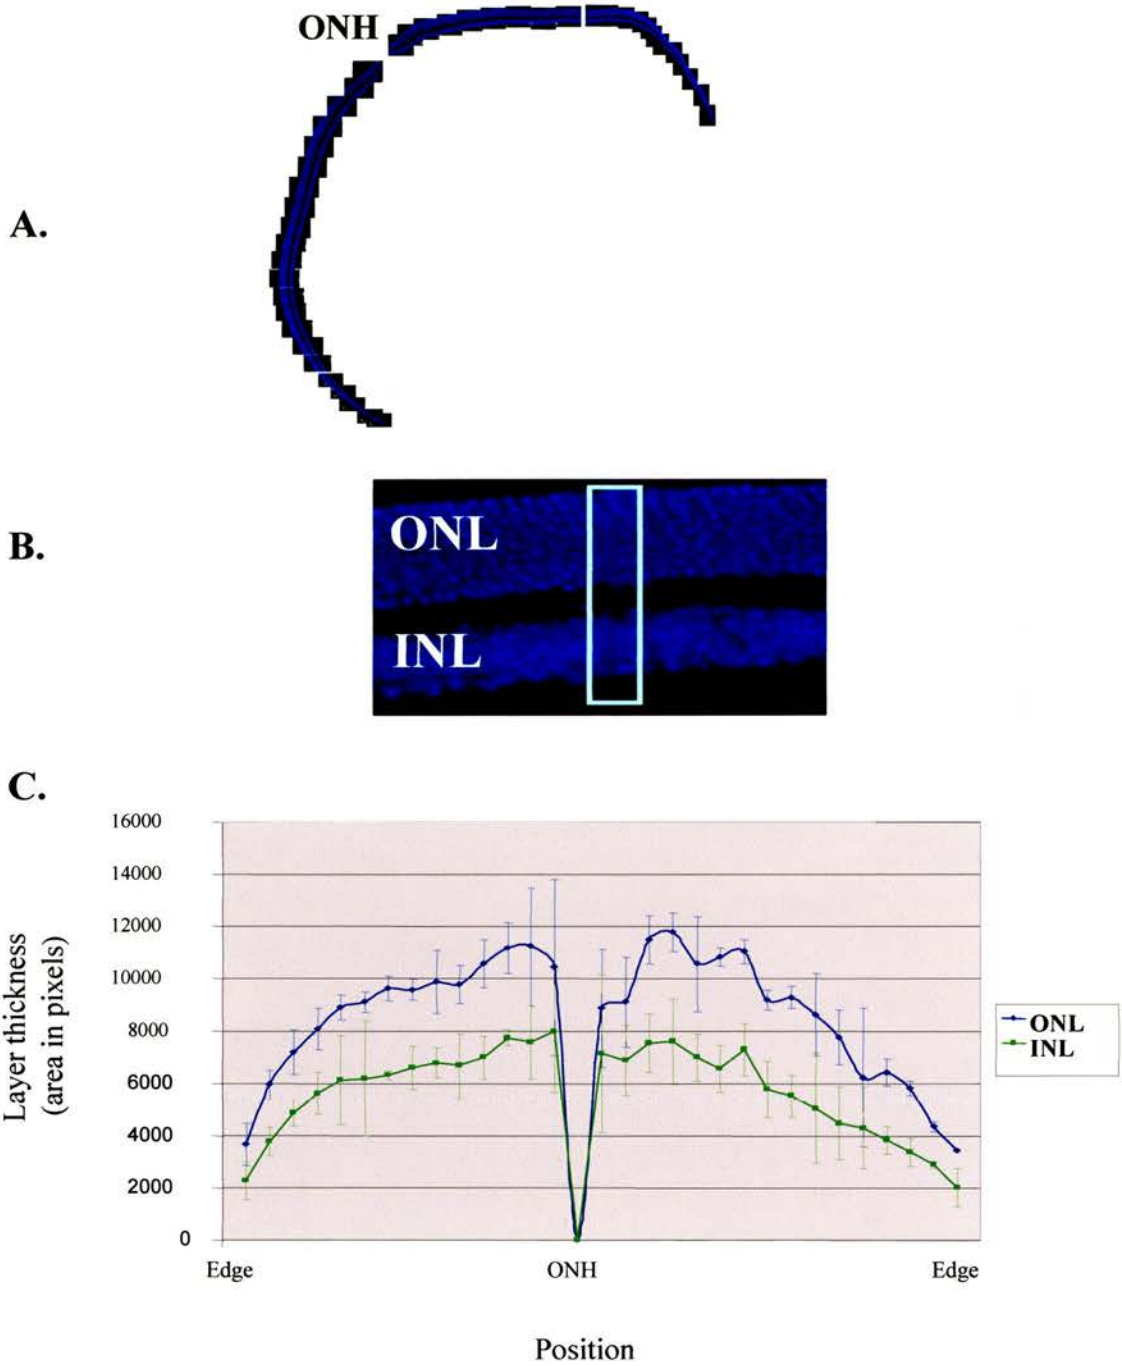 ONH
A.
B.
ONL
INL
C.
16000
14000
12000
10000
8000
6000
4000
2000
0
Layer thickness
(area in pixels)
Edge
ONH
Edge
Position
ONL
INL